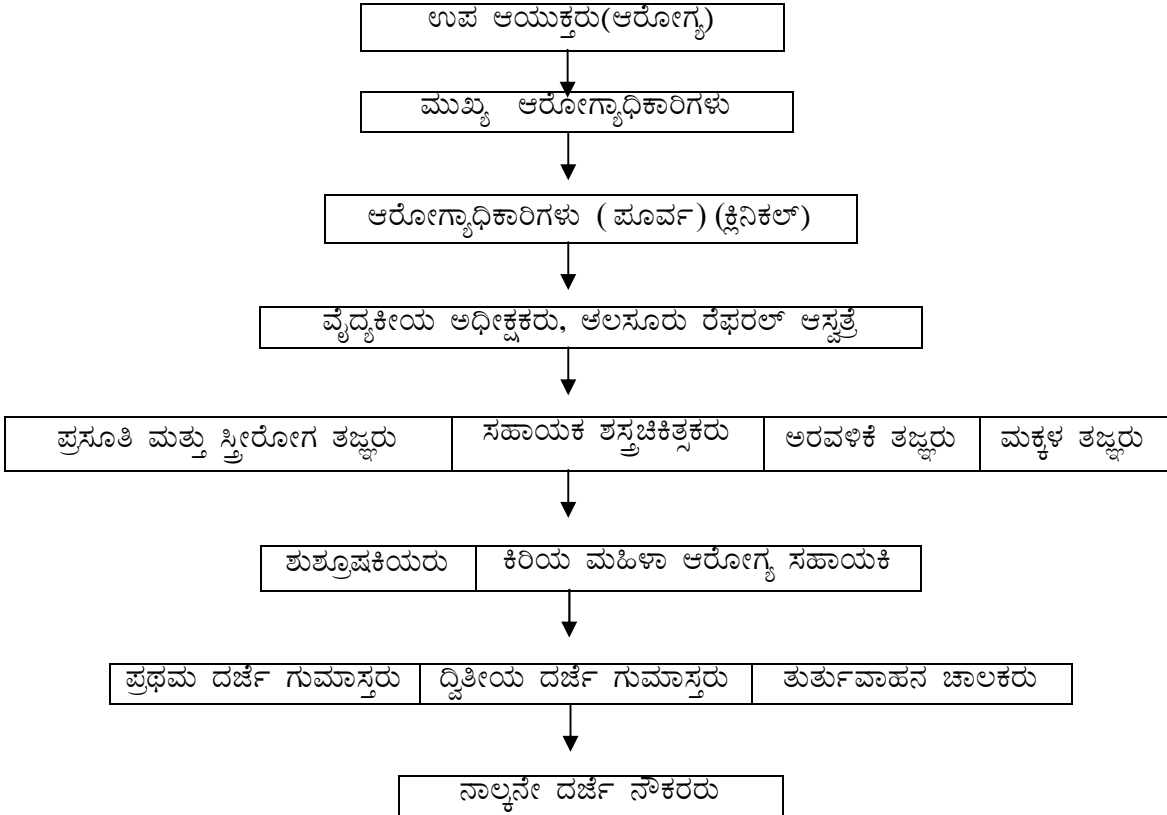 ಉಪ ಆಯುಕ್ತರು(ಆರೋಗ್ಯ)
ಮುಖ್ಯ ಆರೋಗ್ಯಾಧಿಕಾರಿಗಳು
ಆರೋಗ್ಯಾಧಿಕಾರಿಗಳು ( ಪೂರ್ವ) (ಕ್ಲಿನಿಕಲ್)
ವೈದ್ಯಕೀಯ ಅಧೀಕ್ಷಕರು, ಅಲಸೂರು ರೆಫರಲ್ ಆಸ್ವತ್ರೆ
ಪ್ರಸೂತಿ ಮತ್ತು ಸ್ತ್ರೀರೋಗ ತಜ್ಞರು ಸಹಾಯಕ ಶಸ್ತ್ರಚಿಕಿತ್ಸಕರು ಅರವಳಿಕೆ ತಜ್ಞರು ಮಕ್ಕಳ ತಜ್ಞರು
ಶುಶ್ರೂಷಕಿಯರು ಕಿರಿಯ ಮಹಿಳಾ ಆರೋಗ್ಯ ಸಹಾಯಕಿ
ಪ್ರಥಮ ದರ್ಜೆ ಗುಮಾಸ್ತರು ದ್ವಿತೀಯ ದರ್ಜೆ ಗುಮಾಸ್ತರು ತುರ್ತುವಾಹನ ಚಾಲಕರು
ನಾಲ್ಕನೇ ದರ್ಜೆ ನೌಕರರು